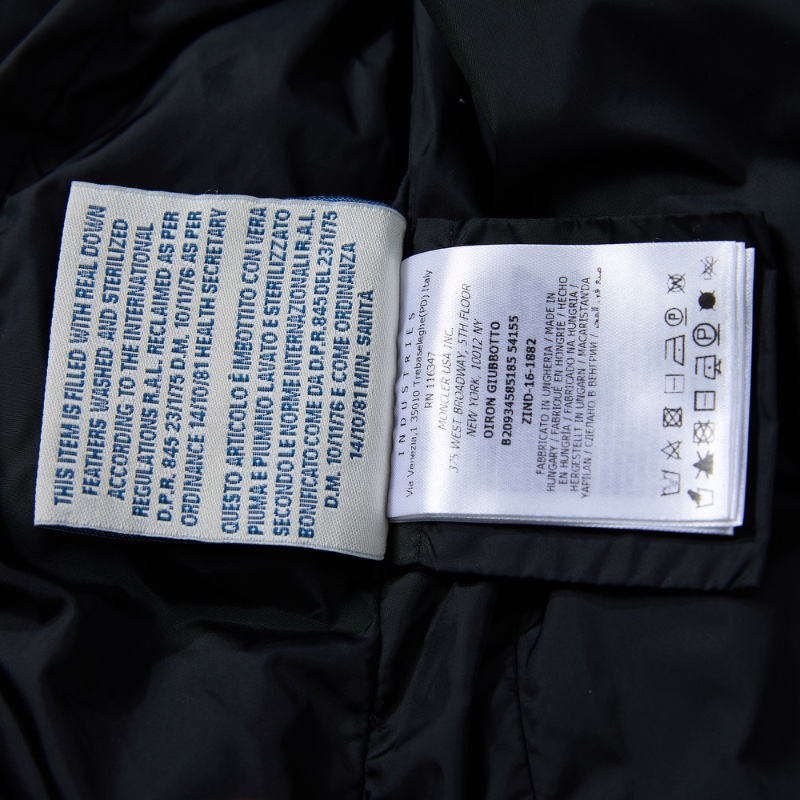 THIS ITEM IS FILLED WITH REAL DOWN
FEATHERS WASHED AND STERILIZED
ACCORDING TO THE INTERNATIONAL
REGULATIONS R.A.L. PROCLAIMED AS PER
D.P.R. 845 23/11/75 D.M. 10/11/76 AS PER
ORDINANCE 14/10/81 HEALTH SECRETARY
QUESTO ARTICOLO È IMBOTTITO CON VERA
PIUMA E PIUMINO LAVATO E STERILIZZATO
SECONDO LE NORME INTERNAZIONALI R.A.L.
BONIFICATO COME DA D.P.R. 845 DEL 23/11/75
D.M. 10/11/76 E COME ORDINANZA
14/10/81 MIN. SANITÀ
INDUSTRIES
Via Venezia,1 35010 Trebaseleghe(PD) Italy
RN 116347
MONCLER USA INC.
375 WEST BROADWAY, 5TH FLOOR
NEW YORK, 10012 NY
OIRON GIUBBOTTO
B20934585185 54155
ZIND-16-1882
FABBRICATO IN UNGHERIA / MADE IN
HUNGARY / FABRIQUÉ EN HONGRIE / HECHO
EN HUNGRÍA / FABRICADO NA HUNGRIA /
HERGESTELLT IN UNGARN / MACARISTANDA
YAPILAN / СДЕЛАНО В ВЕНГРИИ /